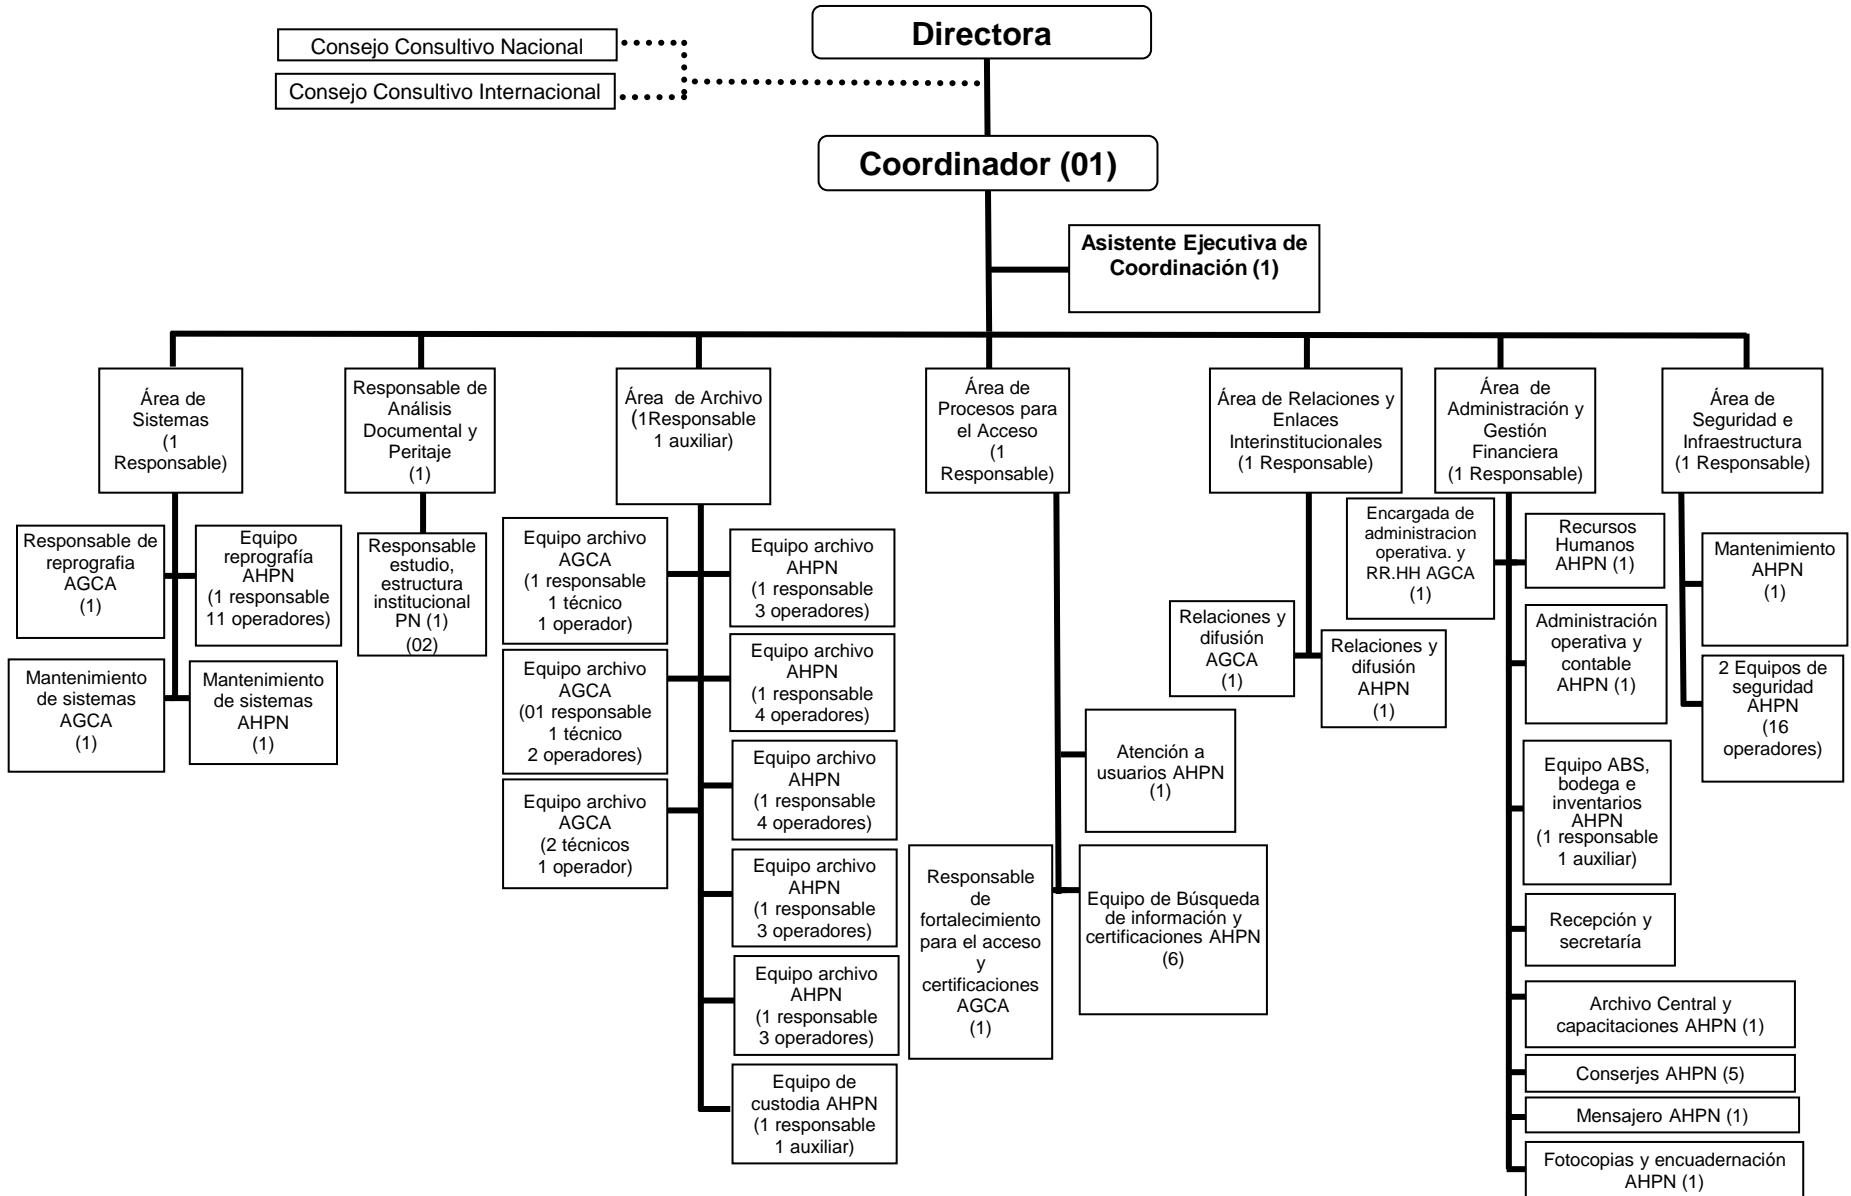 Directora
Consejo Consultivo Nacional
Consejo Consultivo Internacional
Coordinador (01)
Asistente Ejecutiva de
Coordinación (1)
Área de
Sistemas
(1
Responsable)
Responsable de
Análisis
Documental y
Peritaje
(1)
Área de Archivo
(1Responsable
1 auxiliar)
Área de
Procesos para
el Acceso
(1
Responsable)
Área de Relaciones y
Enlaces
Interinstitucionales
(1 Responsable)
Área de
Administración y
Gestión
Financiera
(1 Responsable)
Área de
Seguridad e
Infraestructura
(1 Responsable)
Responsable de
reprografia
AGCA
(1)
Equipo
reprografía
AHPN
(1 responsable
11 operadores)
Mantenimiento
de sistemas
AGCA
(1)
Mantenimiento
de sistemas
AHPN
(1)
Responsable
estudio,
estructura
institucional
PN (1)
(02)
Equipo archivo
AGCA
(1 responsable
1 técnico
1 operador)
Equipo archivo
AGCA
(01 responsable
1 técnico
2 operadores)
Equipo archivo
AGCA
(2 técnicos
1 operador)
Equipo archivo
AHPN
(1 responsable
3 operadores)
Equipo archivo
AHPN
(1 responsable
4 operadores)
Equipo archivo
AHPN
(1 responsable
4 operadores)
Equipo archivo
AHPN
(1 responsable
3 operadores)
Equipo archivo
AHPN
(1 responsable
3 operadores)
Equipo de
custodia AHPN
(1 responsable
1 auxiliar)
Atención a
usuarios AHPN
(1)
Responsable
de
fortalecimiento
para el acceso
y
certificaciones
AGCA
(1)
Equipo de Búsqueda
de información y
certificaciones AHPN
(6)
Relaciones y
difusión
AGCA
(1)
Relaciones y
difusión
AHPN
(1)
Encargada de
administracion
operativa. y
RR.HH AGCA
(1)
Recursos
Humanos
AHPN (1)
Administración
operativa y
contable
AHPN (1)
Equipo ABS,
bodega e
inventarios
AHPN
(1 responsable
1 auxiliar)
Recepción y
secretaría
Archivo Central y
capacitaciones AHPN (1)
Conserjes AHPN (5)
Mensajero AHPN (1)
Fotocopias y encuadernación
AHPN (1)
Mantenimiento
AHPN
(1)
2 Equipos de
seguridad
AHPN
(16
operadores)